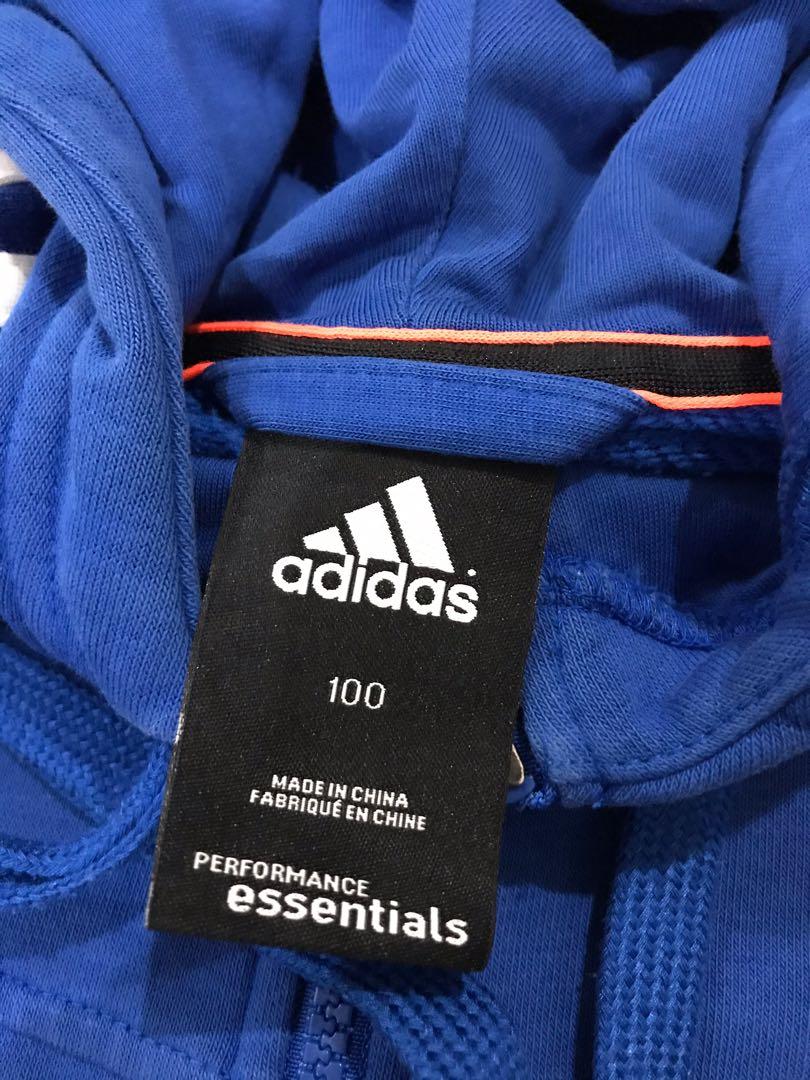 adidas
100
MADE IN CHINA
FABRIQUÉ EN CHINE
PERFORMANCE
essentials